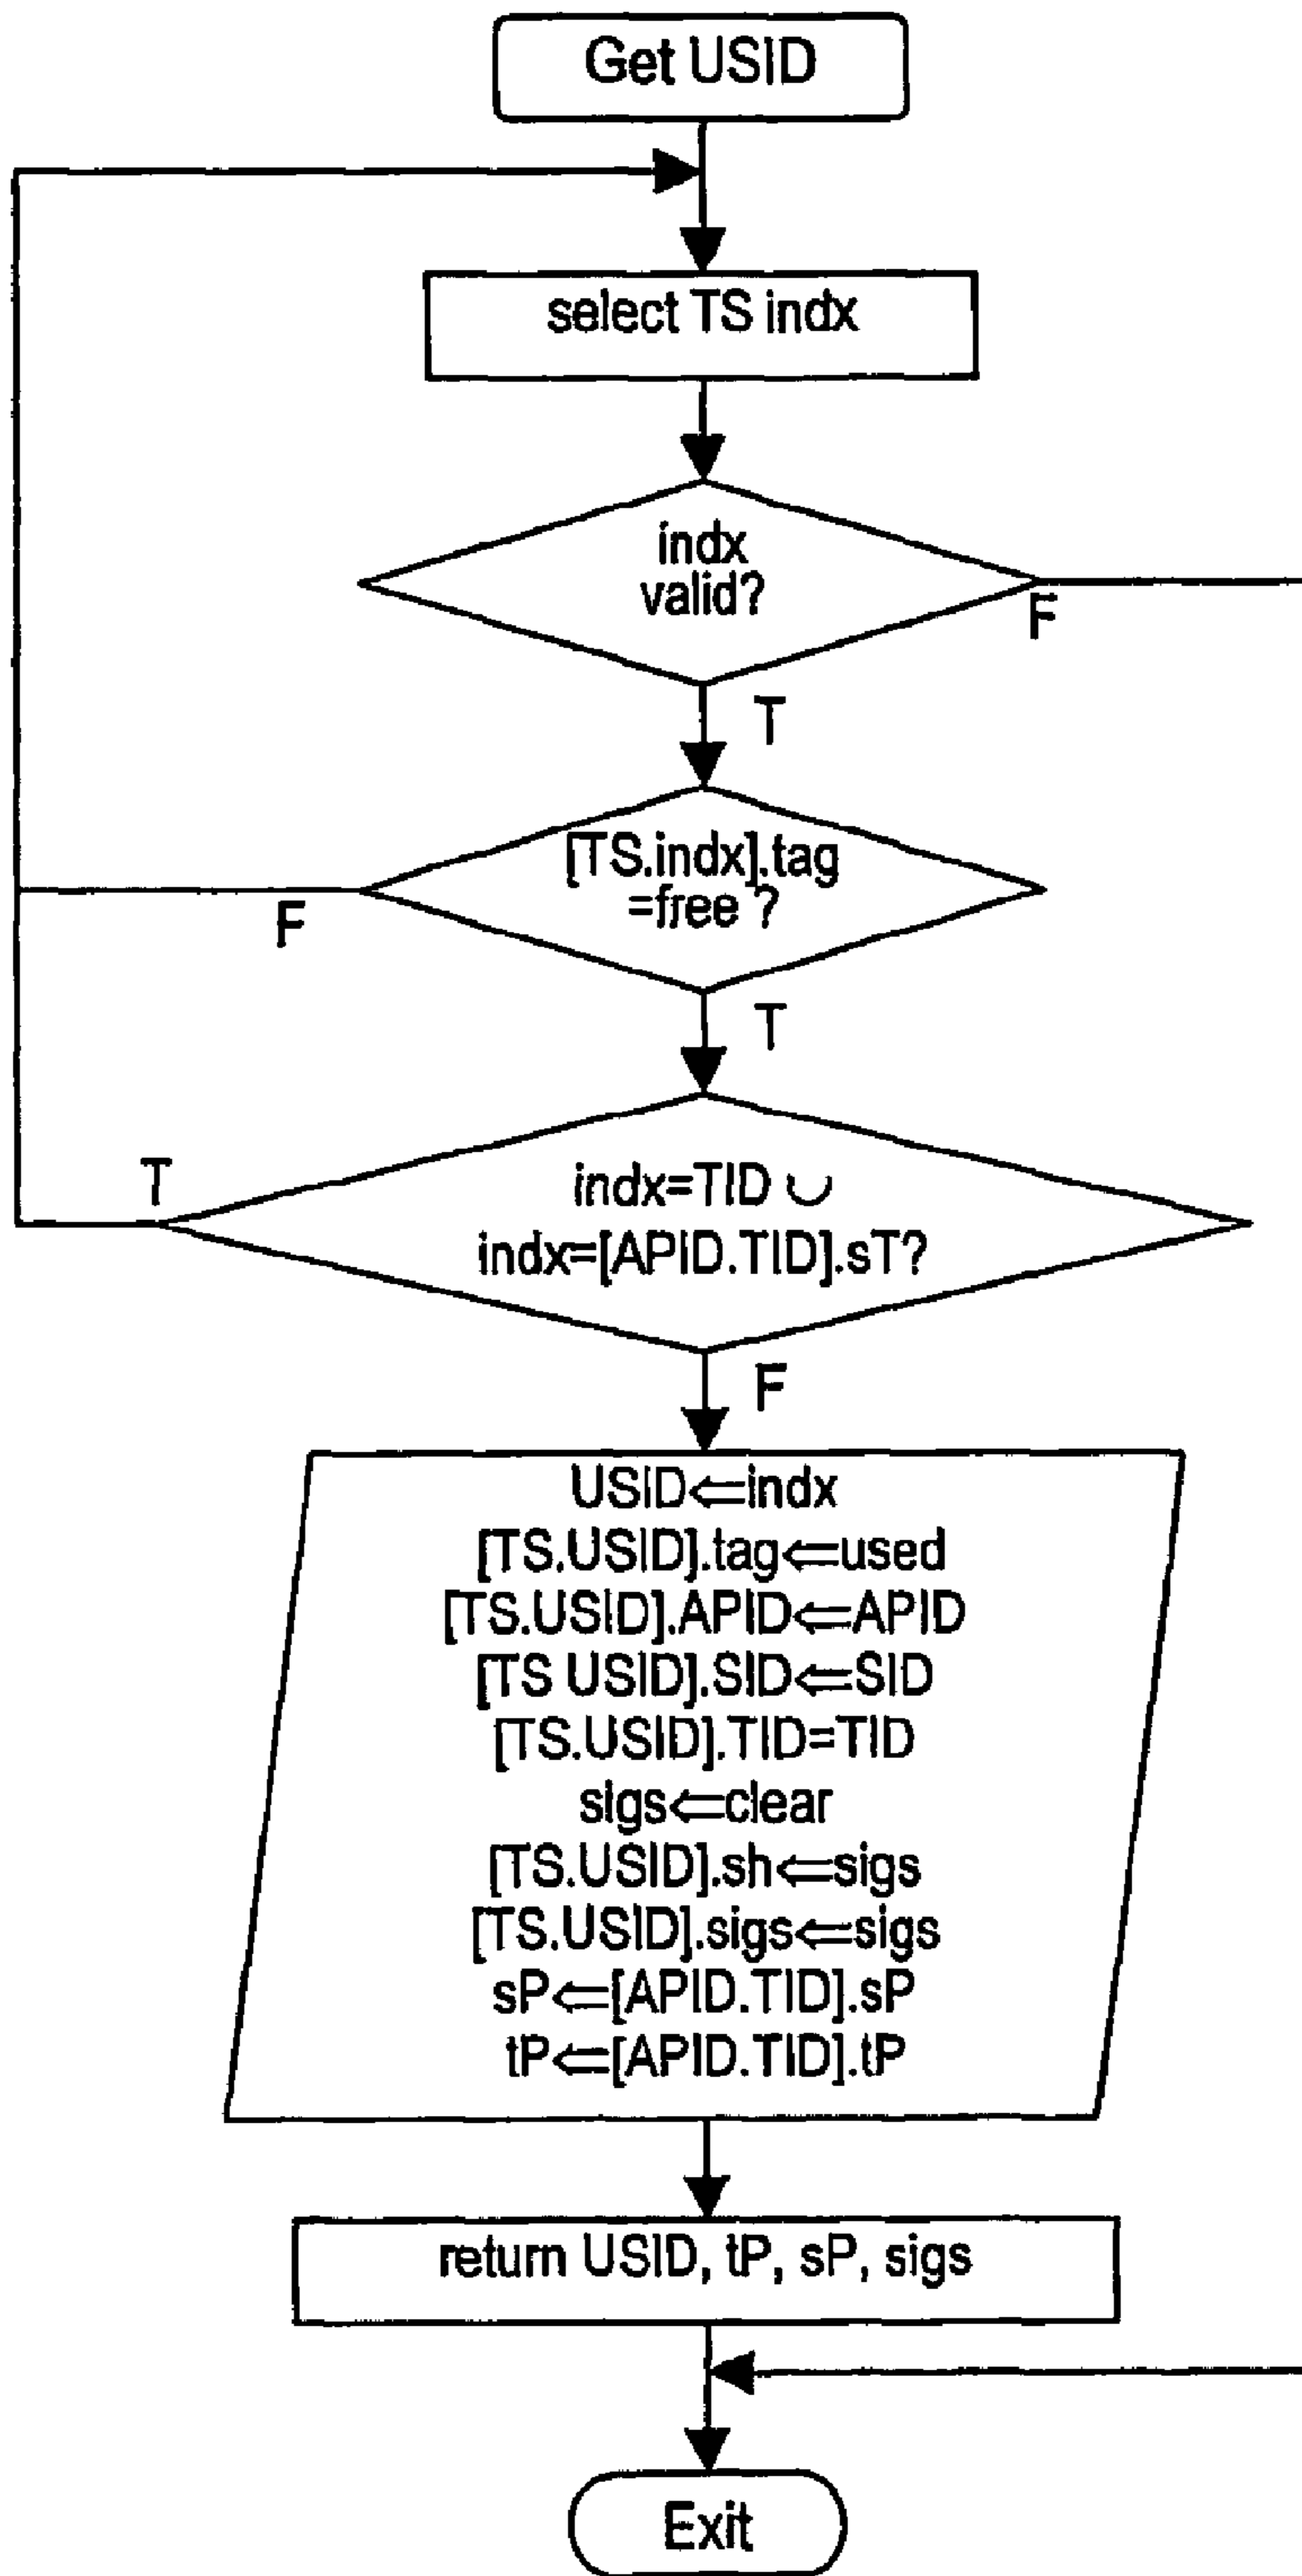 Get USID
select TS indx
indx
valid?
F
T
[TS.indx].tag
=free ?
F
T
T
indx=TID ∪
indx=[APID.TID].sT?
F
USID⇐indx
[TS.USID].tag⇐used
[TS.USID].APID⇐APID
[TS USID].SID⇐SID
[TS.USID].TID=TID
sigs⇐clear
[TS.USID].sh⇐sigs
[TS.USID].sigs⇐sigs
sP⇐[APID.TID].sP
tP⇐[APID.TID].tP
return USID, tP, sP, sigs
Exit